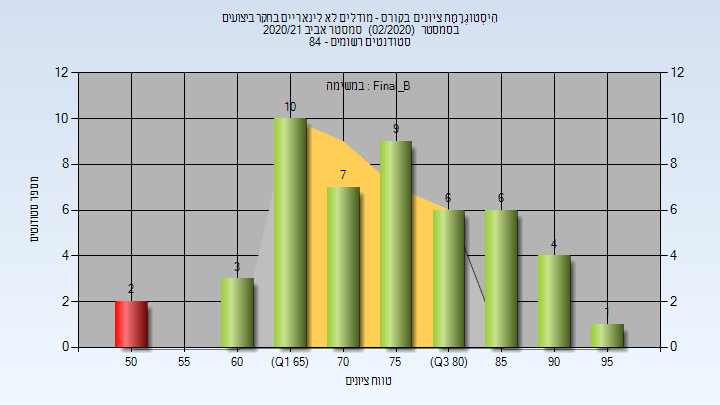 היסטוגרמת ציונים בקורס - מודלים לא לינאריים בחקר ביצועים
בסמסטר (02/2020) סמסטר אביב 2020/21
סטודנטים רשומים - 84
במשימה : Final_B
מספר סטודנטים
12 12
10 10
8 8
6 6
4 4
2 2
0 0
2 3 10 7 9 6 6 4 1
50 55 60 (Q1 65) 70 75 (Q3 80) 85 90 95
טווח ציונים